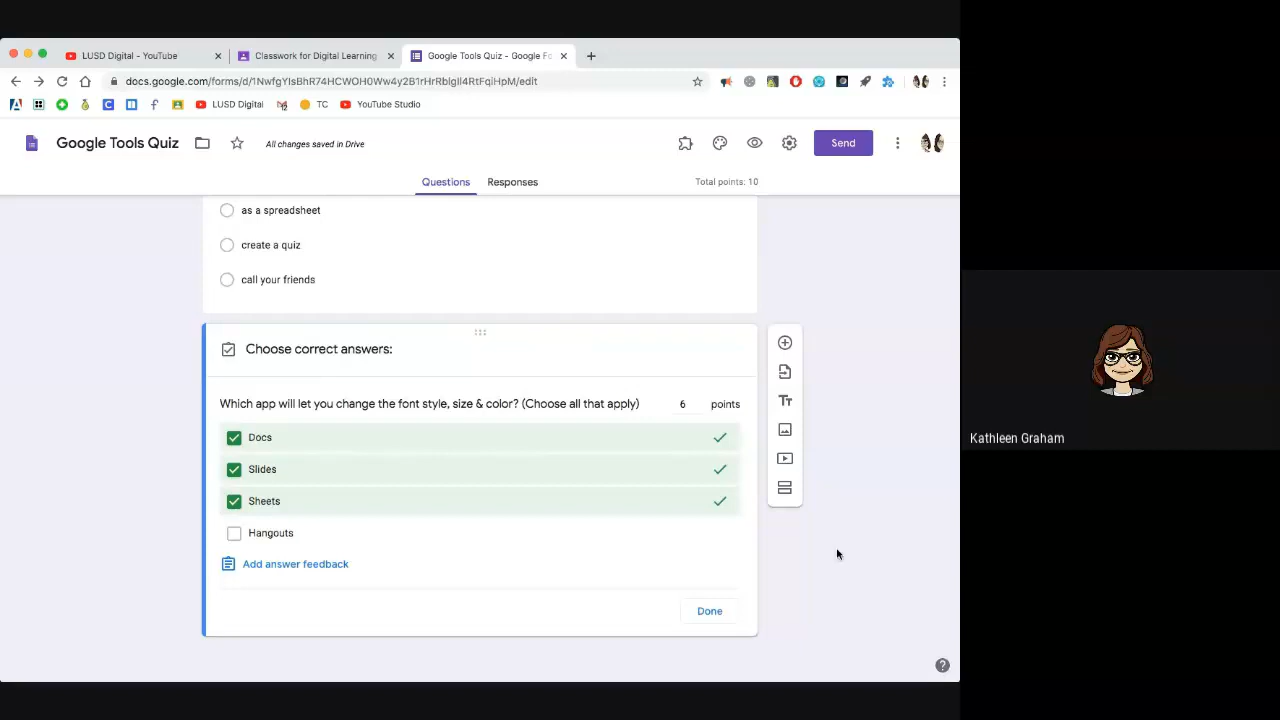 LUSD Digital - YouTube
Classwork for Digital Learning
Google Tools Quiz - Google Fo
docs.google.com/forms/d/1NwfgYIsBhR74HCWOH0Ww4y2B1rHrRbIgIl4RtFqiHpM/edit
LUSD Digital
TC
YouTube Studio
Google Tools Quiz
All changes saved in Drive
Send
Questions
Responses
Total points: 10
as a spreadsheet
create a quiz
call your friends
Choose correct answers:
Which app will let you change the font style, size & color? (Choose all that apply)
6 points
Docs
Slides
Sheets
Hangouts
Add answer feedback
Done
Kathleen Graham